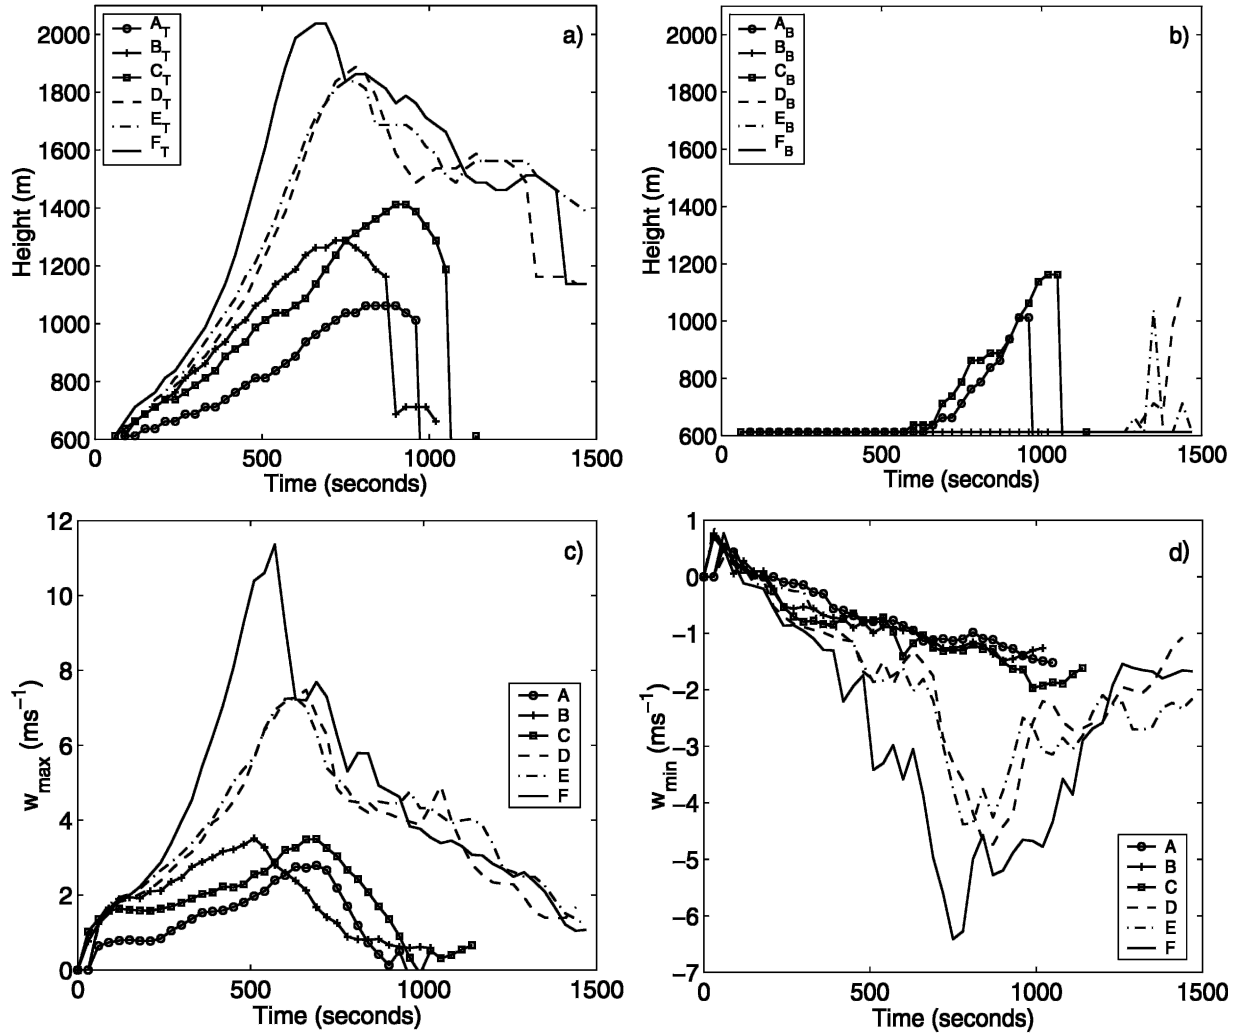 a)
A_T
B_T
C_T
D_T
E_T
F_T
2000
1800
1600
1400
1200
1000
800
600
Height (m)
0 500 1000 1500
Time (seconds)
b)
A_B
B_B
C_B
D_B
E_B
F_B
2000
1800
1600
1400
1200
1000
800
600
Height (m)
0 500 1000 1500
Time (seconds)
c)
12
10
8
6
4
2
0
w_max (ms⁻¹)
A
B
C
D
E
F
0 500 1000 1500
Time (seconds)
d)
1
0
−1
−2
−3
−4
−5
−6
−7
w_min (ms⁻¹)
A
B
C
D
E
F
0 500 1000 1500
Time (seconds)